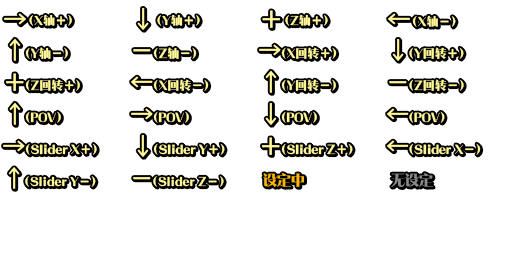 →(X轴+) ↓(Y轴+) +(Z轴+) ←(X轴-)
↑(Y轴-) -(Z轴-) →(X回转+) ↓(Y回转+)
+(Z回转+) ←(X回转-) ↑(Y回转-) -(Z回转-)
↑(POV) →(POV) ↓(POV) ←(POV)
→(Slider X+) ↓(Slider Y+) +(Slider Z+) ←(Slider X-)
↑(Slider Y-) -(Slider Z-) 设定中 无设定